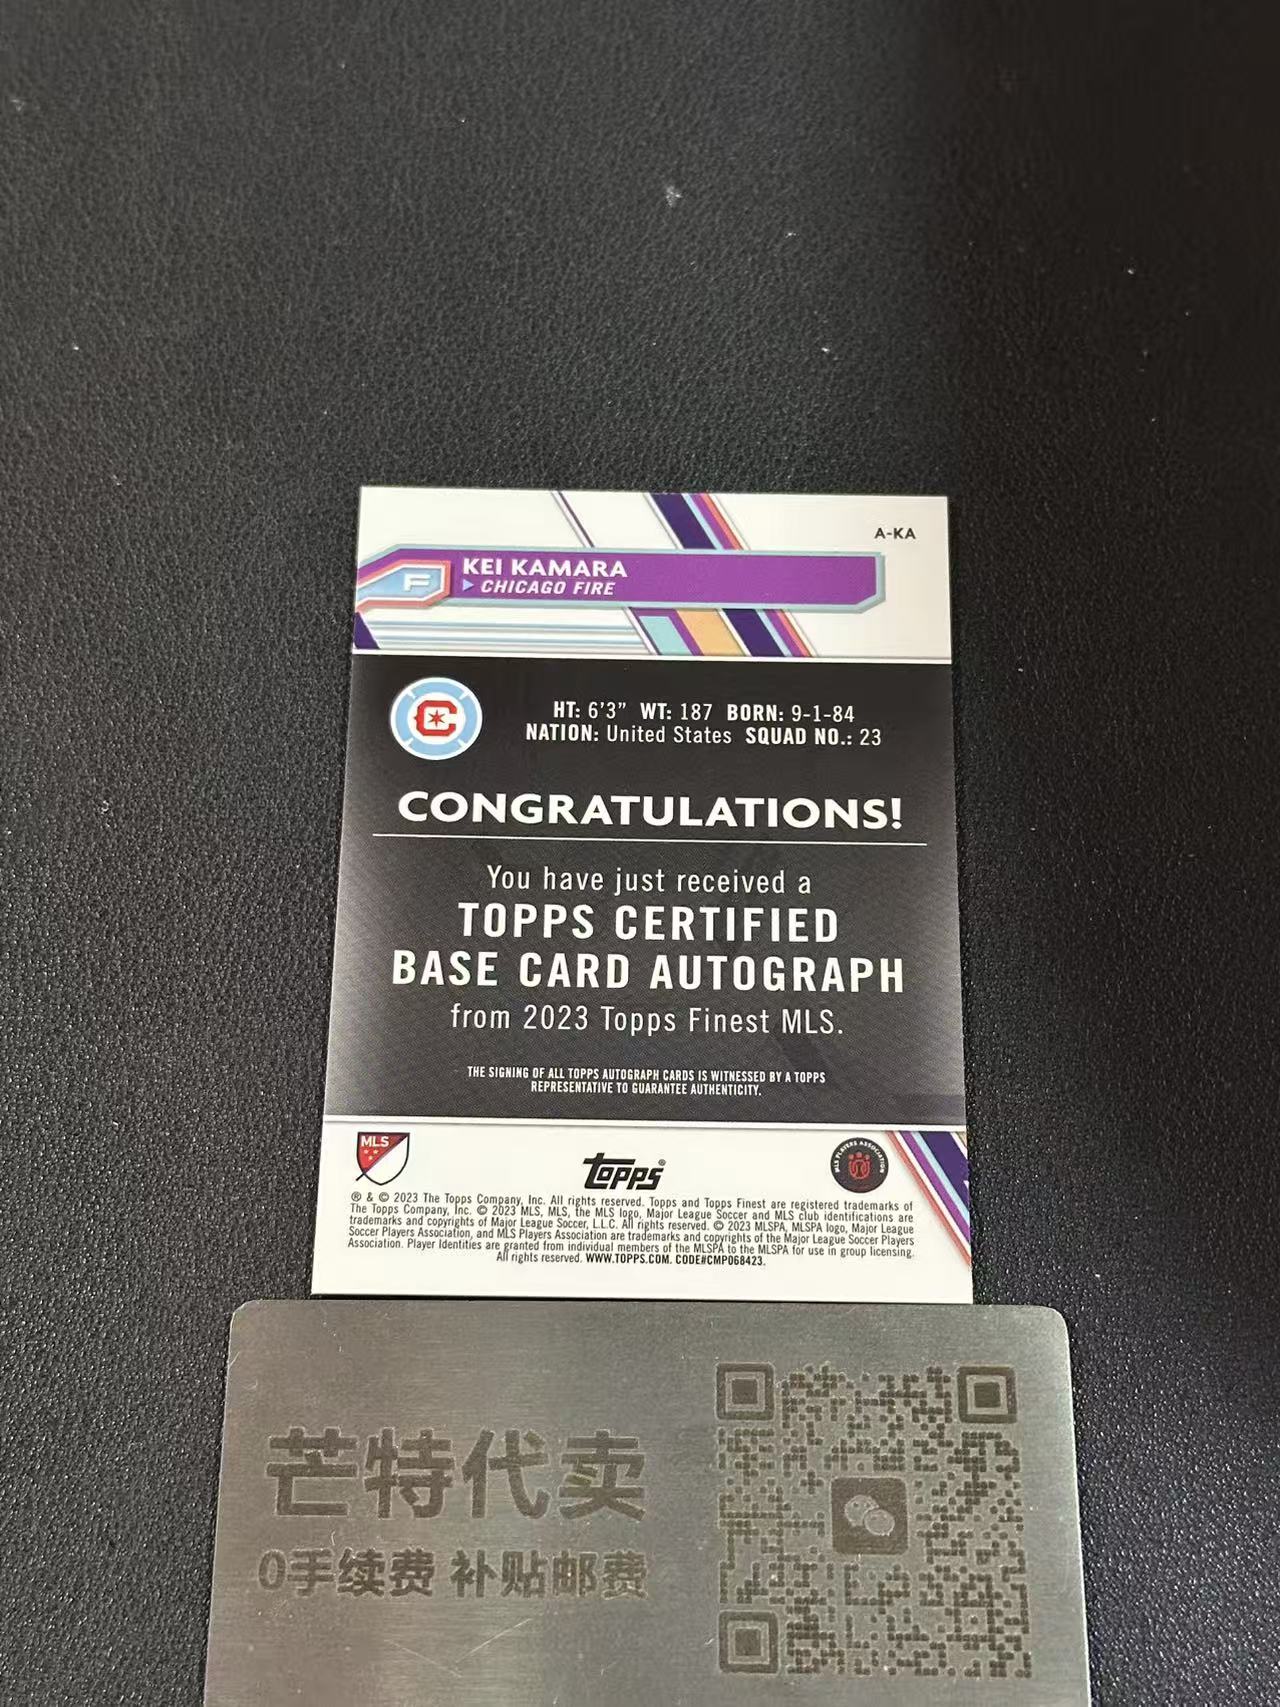 A-KA
F
KEI KAMARA
CHICAGO FIRE
C
HT: 6'3" WT: 187 BORN: 9-1-84
NATION: United States SQUAD NO.: 23
CONGRATULATIONS!
You have just received a
TOPPS CERTIFIED
BASE CARD AUTOGRAPH
from 2023 Topps Finest MLS.
THE SIGNING OF ALL TOPPS AUTOGRAPH CARDS IS WITNESSED BY A TOPPS
REPRESENTATIVE TO GUARANTEE AUTHENTICITY.
MLS
topps®
MLS PLAYERS ASSOCIATION
® & © 2023 The Topps Company, Inc. All rights reserved. Topps and Topps Finest are registered trademarks of
The Topps Company, Inc. © 2023 MLS, MLS, the MLS logo, Major League Soccer and MLS club identifications are
trademarks and copyrights of Major League Soccer, L.L.C. All rights reserved. © 2023 MLSPA, MLSPA logo, Major League
Soccer Players Association, and MLS Players Association are trademarks and copyrights of the Major League Soccer Players
Association. Player Identities are granted from individual members of the MLSPA to the MLSPA for use in group licensing.
All rights reserved. WWW.TOPPS.COM. CODE#CMP068423.
芒特代卖
0手续费 补贴邮费